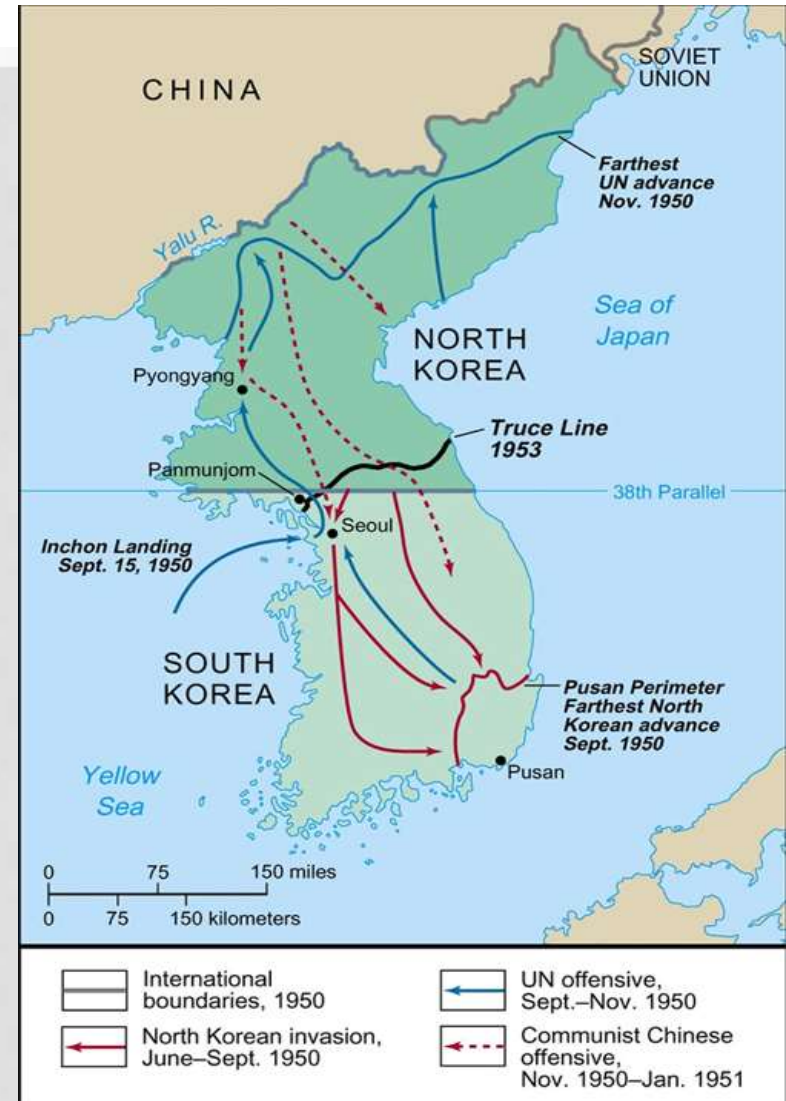 CHINA
SOVIET
UNION
Farthest
UN advance
Nov. 1950
Yalu R.
Sea of
Japan
NORTH
KOREA
Pyongyang
Truce Line
1953
Panmunjom
38th Parallel
Seoul
Inchon Landing
Sept. 15, 1950
SOUTH
KOREA
Pusan Perimeter
Farthest North
Korean advance
Sept. 1950
Pusan
Yellow
Sea
0 75 150 miles
0 75 150 kilometers
International
boundaries, 1950
North Korean invasion,
June–Sept. 1950
UN offensive,
Sept.–Nov. 1950
Communist Chinese
offensive,
Nov. 1950–Jan. 1951